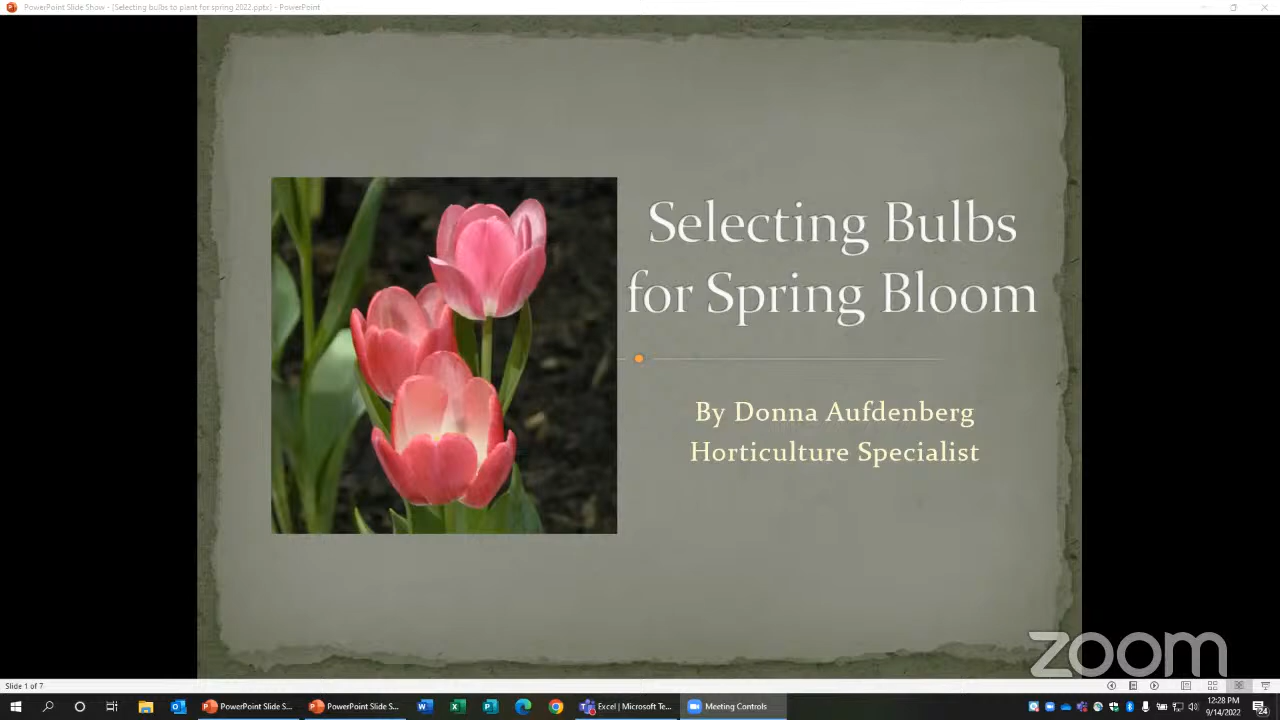 PowerPoint Slide Show - [Selecting bulbs to plant for spring 2022.pptx] - PowerPoint
Selecting Bulbs
for Spring Bloom
By Donna Aufdenberg
Horticulture Specialist
zoom
Slide 1 of 7
PowerPoint Slide S...
PowerPoint Slide S...
Excel | Microsoft Te...
Meeting Controls
12:28 PM
9/14/2022